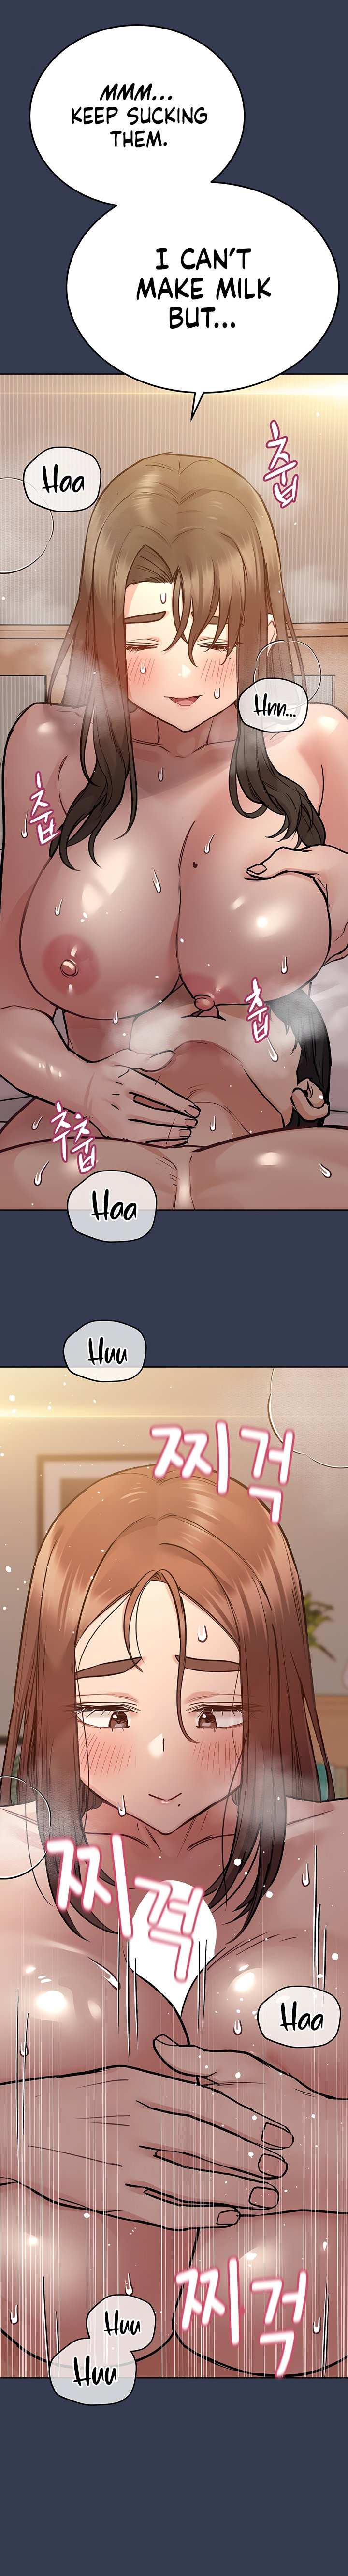 MMM...
KEEP SUCKING
THEM.
I CAN'T
MAKE MILK
BUT...
춥
Haa
Hnn...
춥
춥
추춥
Haa
Huu
찌걱
찌걱
Haa
찌걱
Huu
Huu